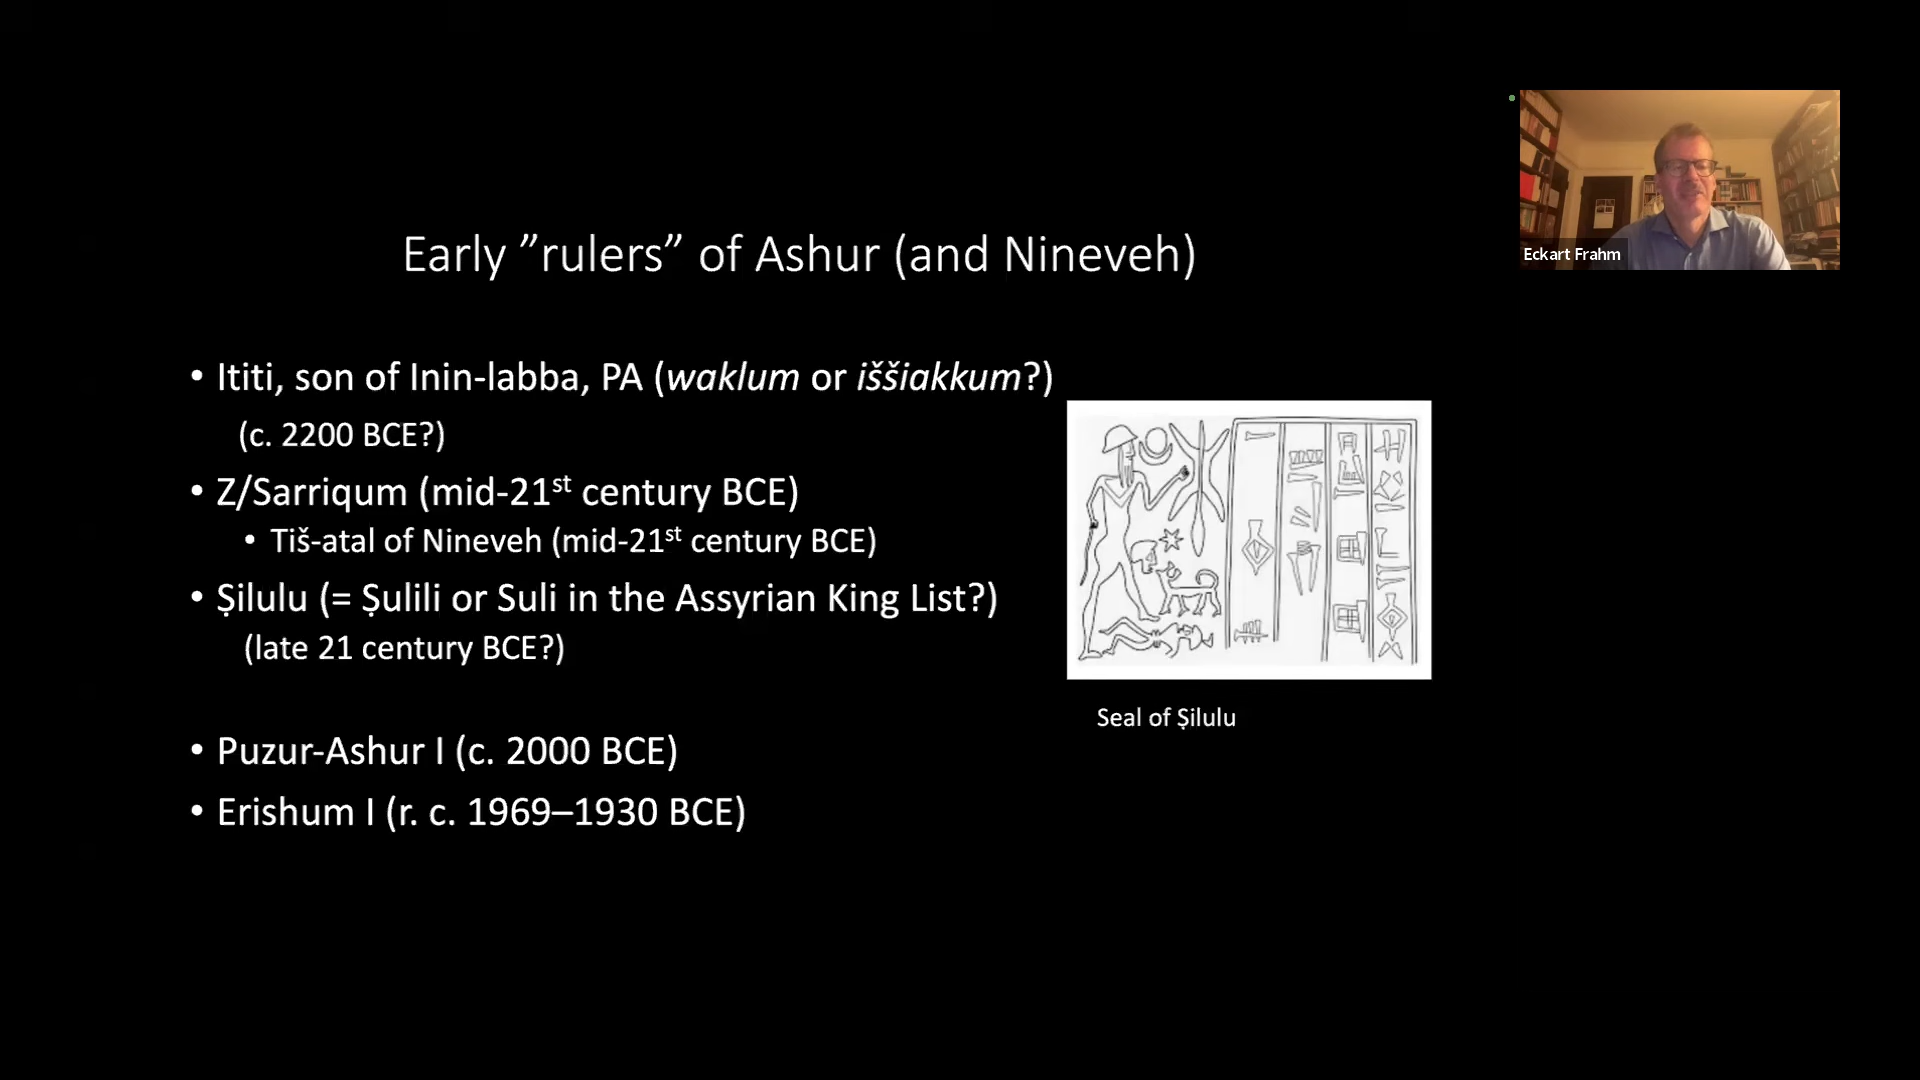 Early ”rulers” of Ashur (and Nineveh)
• Ititi, son of Inin-labba, PA (waklum or iššiakkum?)
(c. 2200 BCE?)
• Z/Sarriqum (mid-21st century BCE)
• Tiš-atal of Nineveh (mid-21st century BCE)
• Ṣilulu (= Ṣulili or Suli in the Assyrian King List?)
(late 21 century BCE?)
• Puzur-Ashur I (c. 2000 BCE)
• Erishum I (r. c. 1969–1930 BCE)
Seal of Ṣilulu
Eckart Frahm